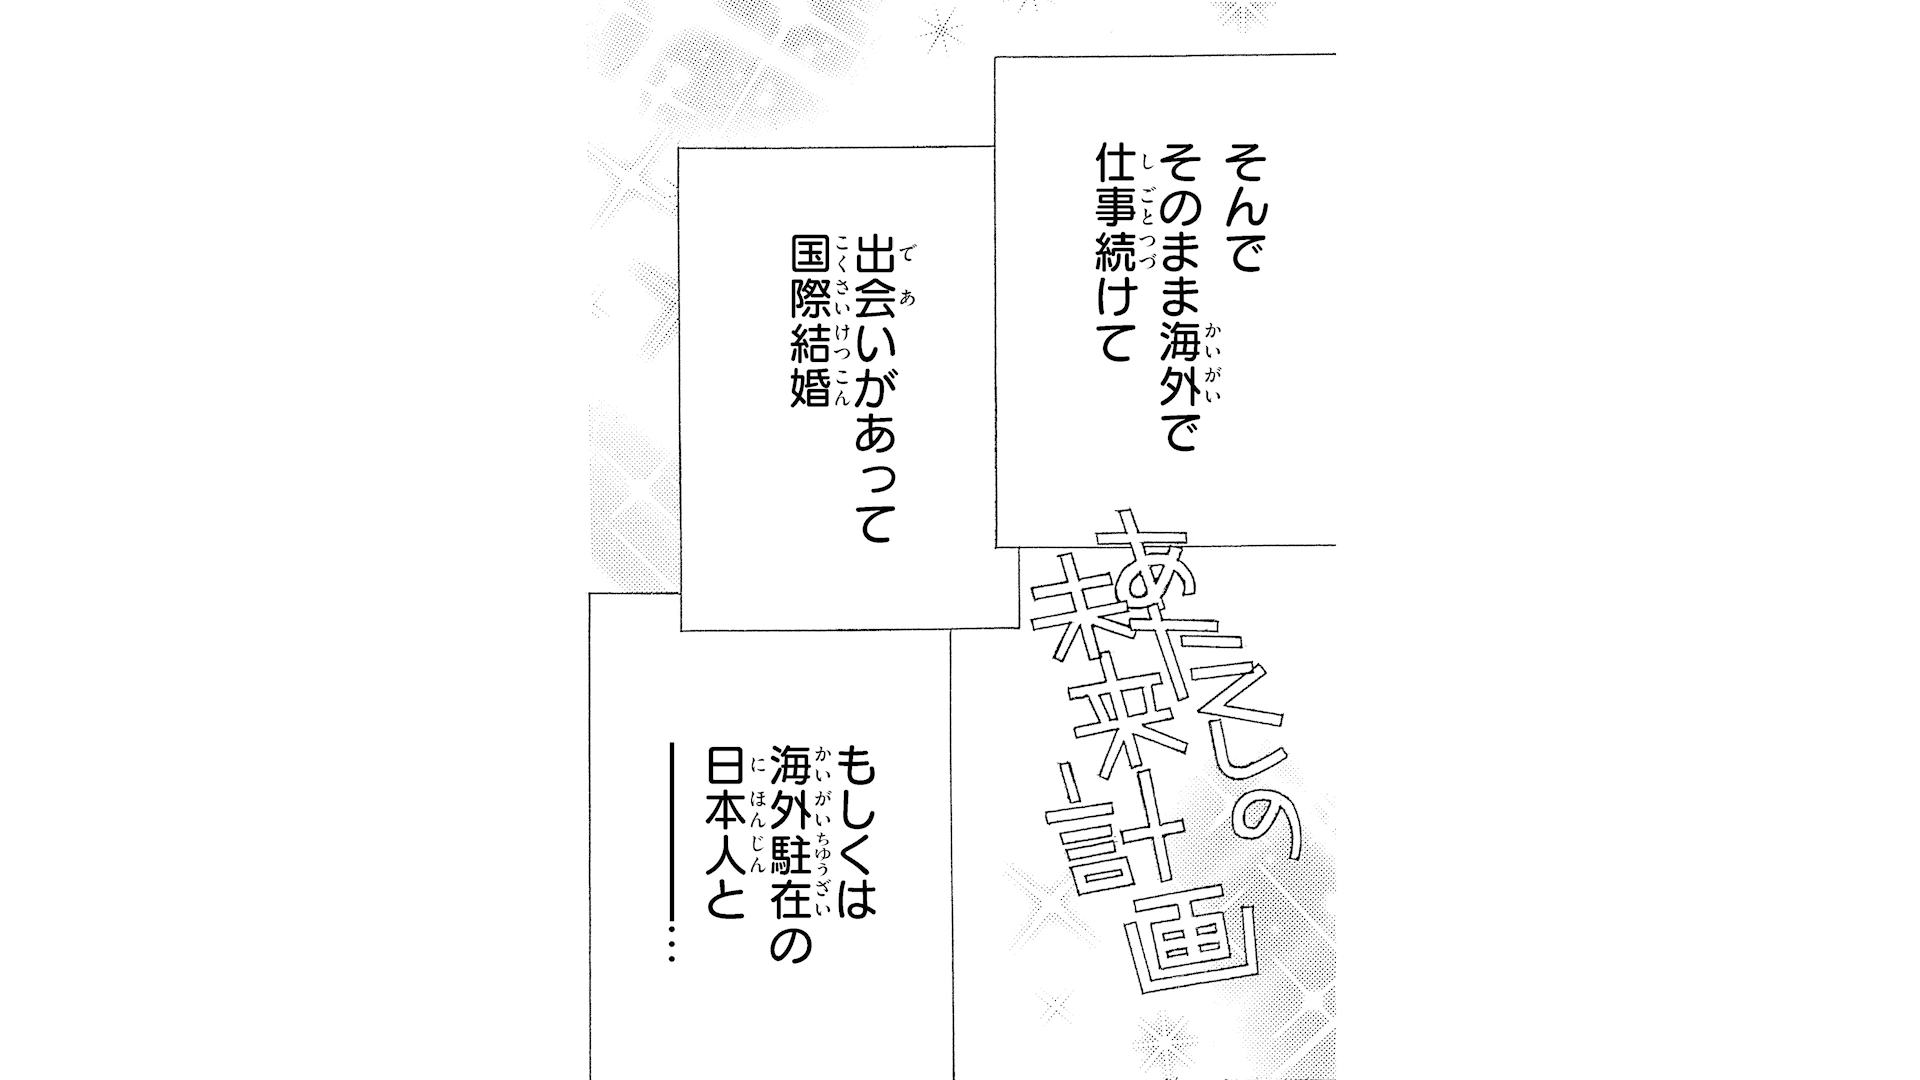 そんで
そのまま海外で
仕事続けて
出会いがあって
国際結婚
あたしの
未来計画
もしくは
海外駐在の
日本人と
――…